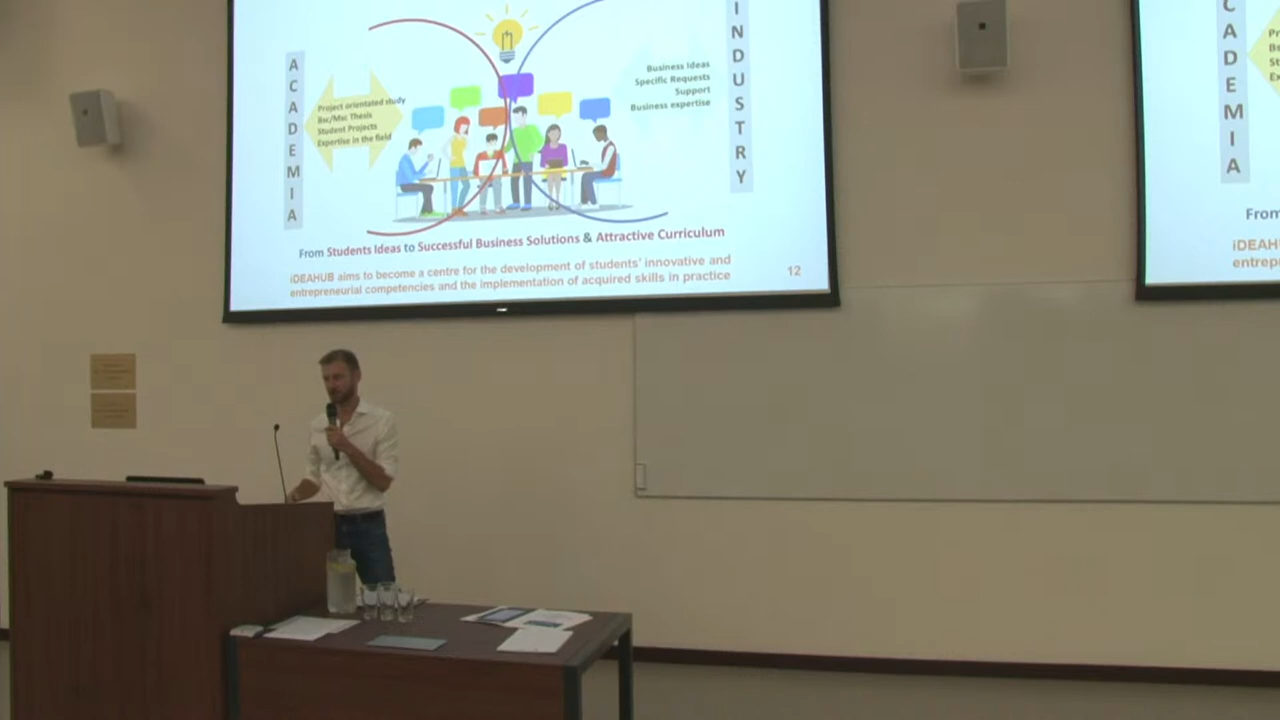 ACADEMIA
Project orientated study
Bsc/Msc Thesis
Student Projects
Expertise in the field
Business Ideas
Specific Requests
Support
Business expertise
INDUSTRY
From Students Ideas to Successful Business Solutions & Attractive Curriculum
iDEAHUB aims to become a centre for the development of students' innovative and
entrepreneurial competencies and the implementation of acquired skills in practice
12
CADEMIA
From
iDEAH
entrep